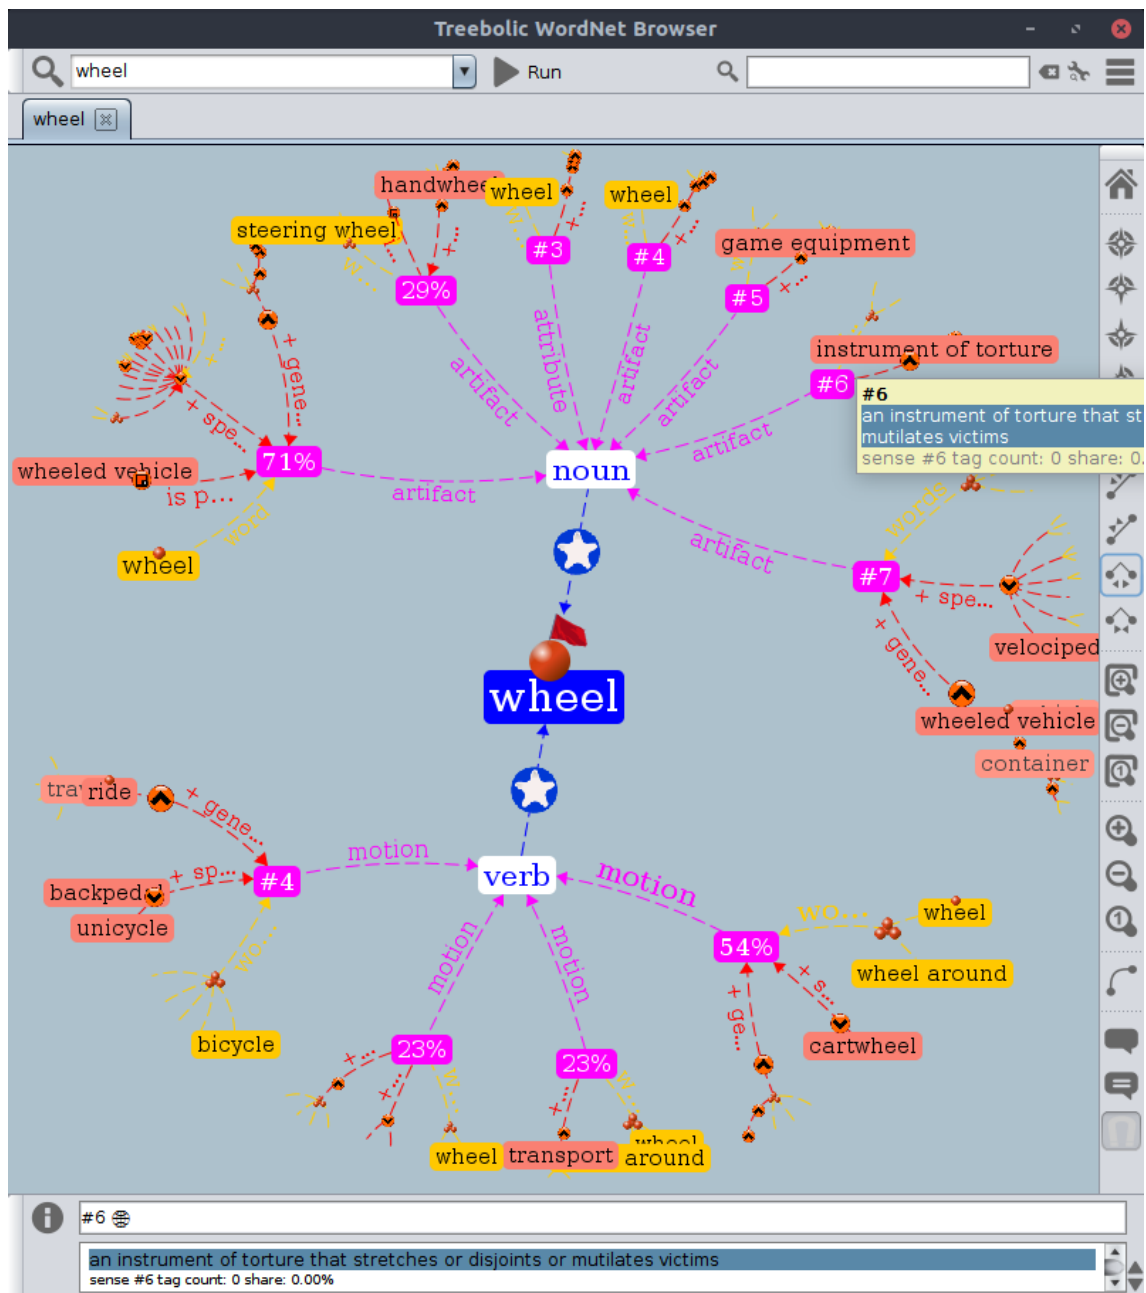 Treebolic WordNet Browser
wheel
Run
wheel
handwheel
wheel
wheel
steering wheel
game equipment
#3
#4
#5
29%
+...
+...
+...
+...
w...
w...
attribute
artifact
artifact
artifact
instrument of torture
#6
#6
an instrument of torture that st
mutilates victims
sense #6 tag count: 0 share: 0.
+ gene...
+ spe...
wheeled vehicle
71%
is p...
word
wheel
artifact
noun
artifact
artifact
words
#7
+ spe...
+ gene...
velociped
wheeled vehicle
container
wheel
tra
ride
+ gene...
motion
#4
+ sp...
backpedal
unicycle
wo...
bicycle
verb
motion
motion
motion
54%
wo...
wheel
wheel around
+ s...
+ ge...
cartwheel
23%
23%
+...
+...
w...
+...
w...
wheel
transport
wheel
around
#6
an instrument of torture that stretches or disjoints or mutilates victims
sense #6 tag count: 0 share: 0.00%